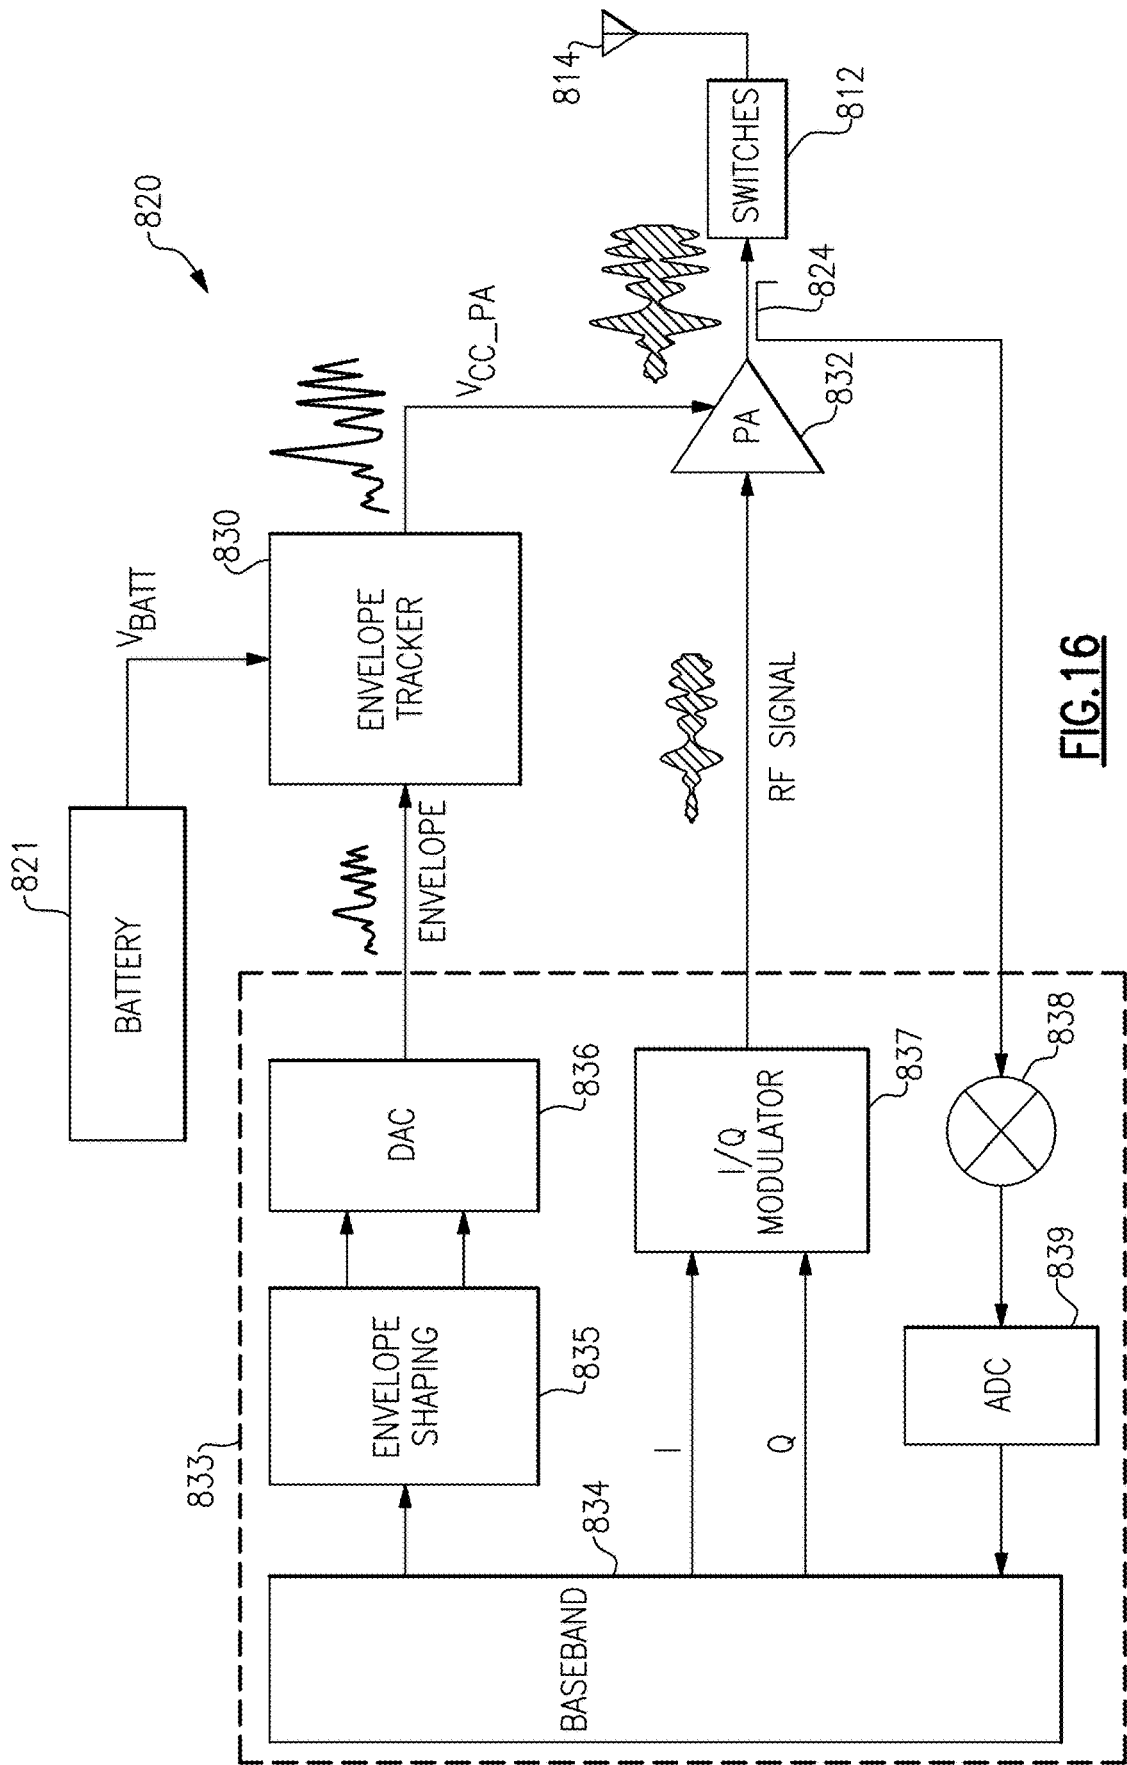 820
821
BATTERY
VBATT
830
ENVELOPE
TRACKER
VCC_PA
814
SWITCHES
812
824
PA
832
ENVELOPE
RF SIGNAL
833
BASEBAND
834
ENVELOPE
SHAPING
835
DAC
836
I
Q
I/Q
MODULATOR
837
838
ADC
839
FIG.16